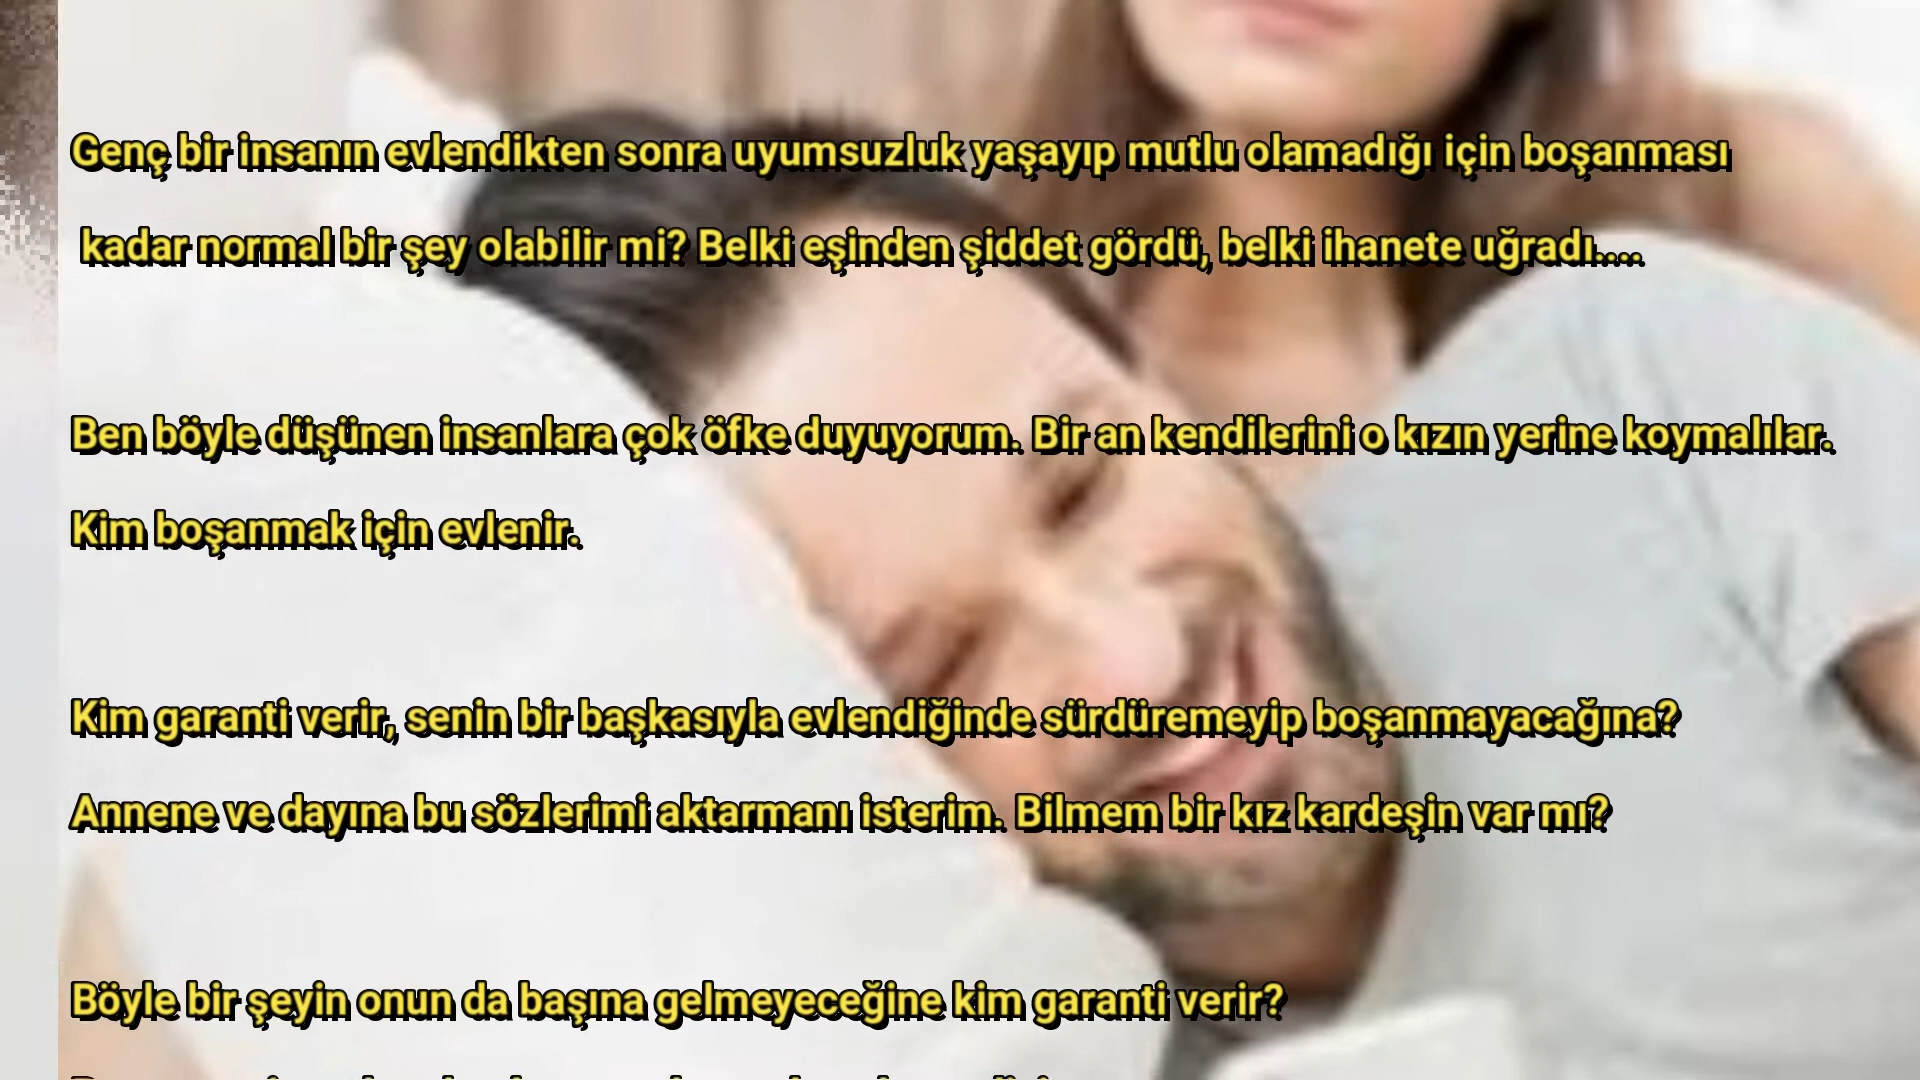 Genç bir insanın evlendikten sonra uyumsuzluk yaşayıp mutlu olamadığı için boşanması
kadar normal bir şey olabilir mi? Belki eşinden şiddet gördü, belki ihanete uğradı....
Ben böyle düşünen insanlara çok öfke duyuyorum. Bir an kendilerini o kızın yerine koymalılar.
Kim boşanmak için evlenir.
Kim garanti verir, senin bir başkasıyla evlendiğinde sürdüremeyip boşanmayacağına?
Annene ve dayına bu sözlerimi aktarmanı isterim. Bilmem bir kız kardeşin var mı?
Böyle bir şeyin onun da başına gelmeyeceğine kim garanti verir?